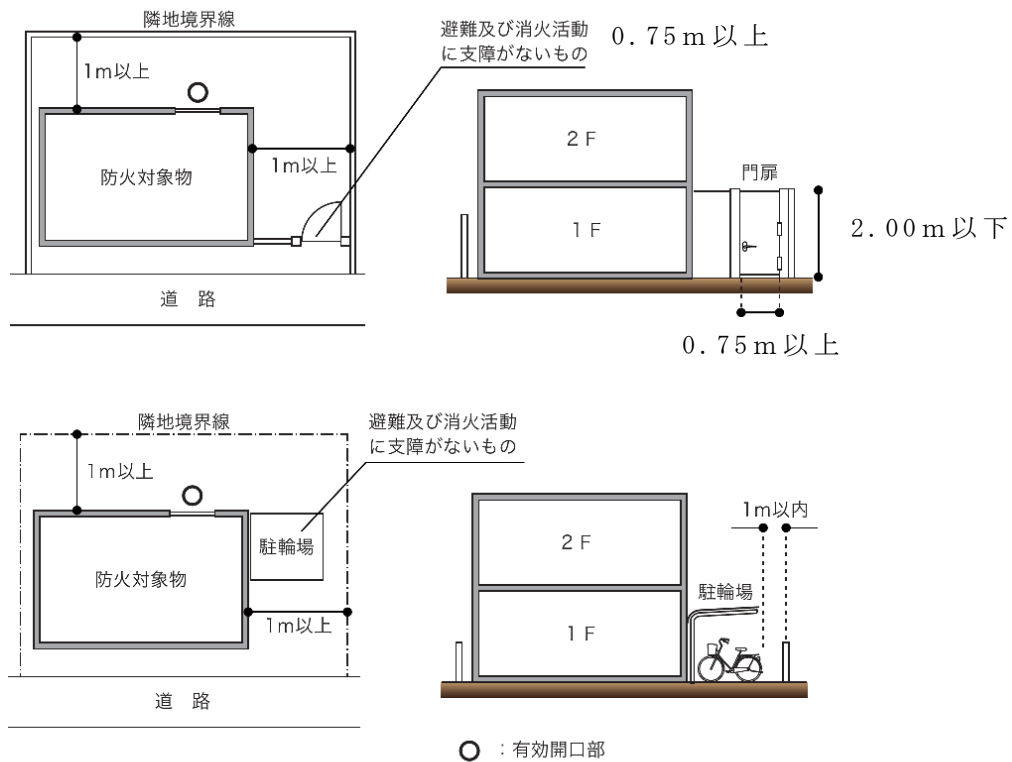 隣地境界線
避難及び消火活動
に支障がないもの
0.75m以上
1m以上
防火対象物
1m以上
道 路
2F
1F
門扉
2.00m以下
0.75m以上
隣地境界線
避難及び消火活動
に支障がないもの
1m以上
防火対象物
駐輪場
1m以上
道 路
2F
1F
駐輪場
1m以内
:有効開口部